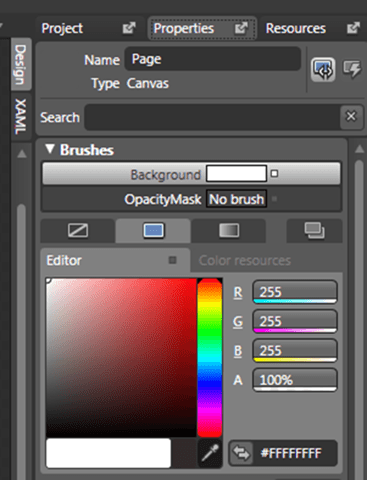 Project Properties Resources
Design
XAML
Name Page
Type Canvas
Search
Brushes
Background
OpacityMask No brush
Editor Color resources
R 255
G 255
B 255
A 100%
#FFFFFFFF